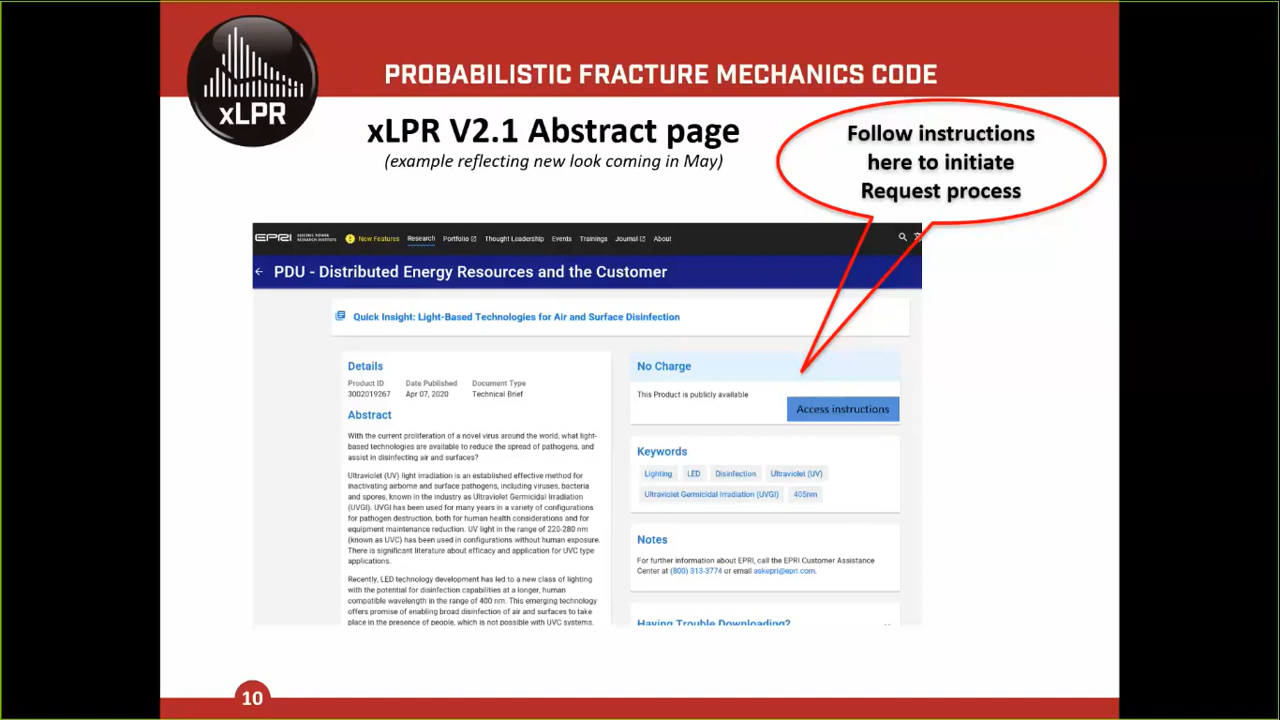 xLPR
PROBABILISTIC FRACTURE MECHANICS CODE
xLPR V2.1 Abstract page
(example reflecting new look coming in May)
Follow instructions
here to initiate
Request process
EPRI ELECTRIC POWER RESEARCH INSTITUTE New Features Research Portfolio Thought Leadership Events Trainings Journal About
PDU - Distributed Energy Resources and the Customer
Quick Insight: Light-Based Technologies for Air and Surface Disinfection
Details
Product ID Date Published Document Type
3002019267 Apr 07, 2020 Technical Brief
Abstract
With the current proliferation of a novel virus around the world, what light-
based technologies are available to reduce the spread of pathogens, and
assist in disinfecting air and surfaces?
Ultraviolet (UV) light irradiation is an established effective method for
inactivating airborne and surface pathogens, including viruses, bacteria
and spores, known in the industry as Ultraviolet Germicidal Irradiation
(UVGI). UVGI has been used for many years in a variety of configurations
for pathogen destruction, both for human health considerations and for
equipment maintenance reduction. UV light in the range of 220-280 nm
(known as UVC) has been used in configurations without human exposure.
There is significant literature about efficacy and application for UVC type
applications.
Recently, LED technology development has led to a new class of lighting
with the potential for disinfection capabilities at a longer, human
compatible wavelength in the range of 400 nm. This emerging technology
offers promise of enabling broad disinfection of air and surfaces to take
place in the presence of people, which is not possible with UVC systems.
No Charge
This Product is publicly available
Access instructions
Keywords
Lighting LED Disinfection Ultraviolet (UV)
Ultraviolet Germicidal Irradiation (UVGI) 405nm
Notes
For further information about EPRI, call the EPRI Customer Assistance
Center at (800) 313-3774 or email askepri@epri.com.
Having Trouble Downloading?
10